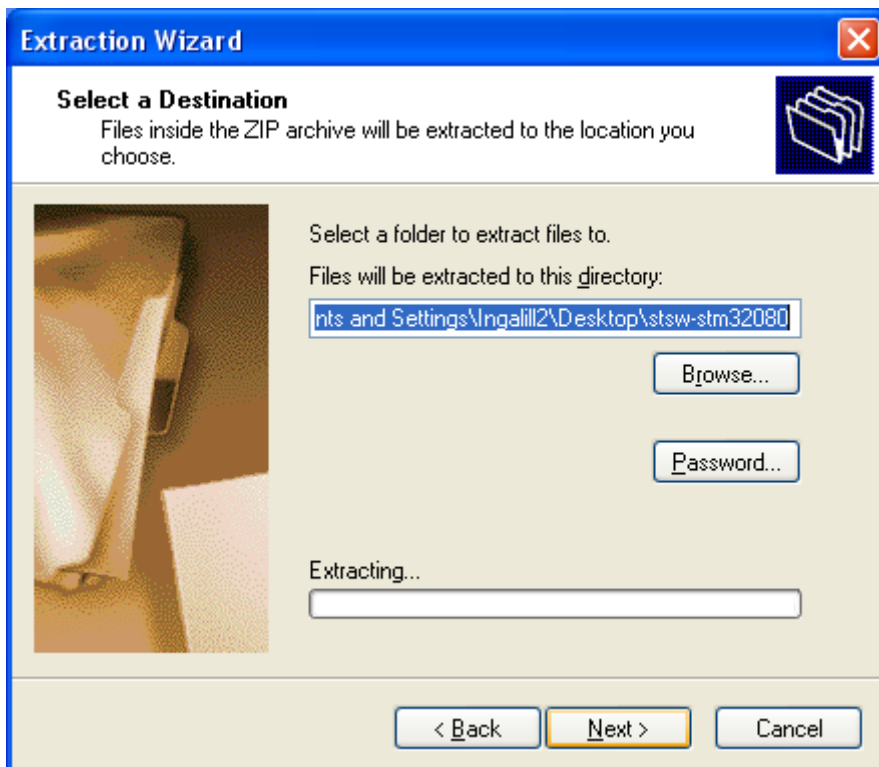 Extraction Wizard
Select a Destination
Files inside the ZIP archive will be extracted to the location you
choose.
Select a folder to extract files to.
Files will be extracted to this directory:
nts and Settings\Ingalill2\Desktop\stsw-stm32080
Browse...
Password...
Extracting...
< Back
Next >
Cancel